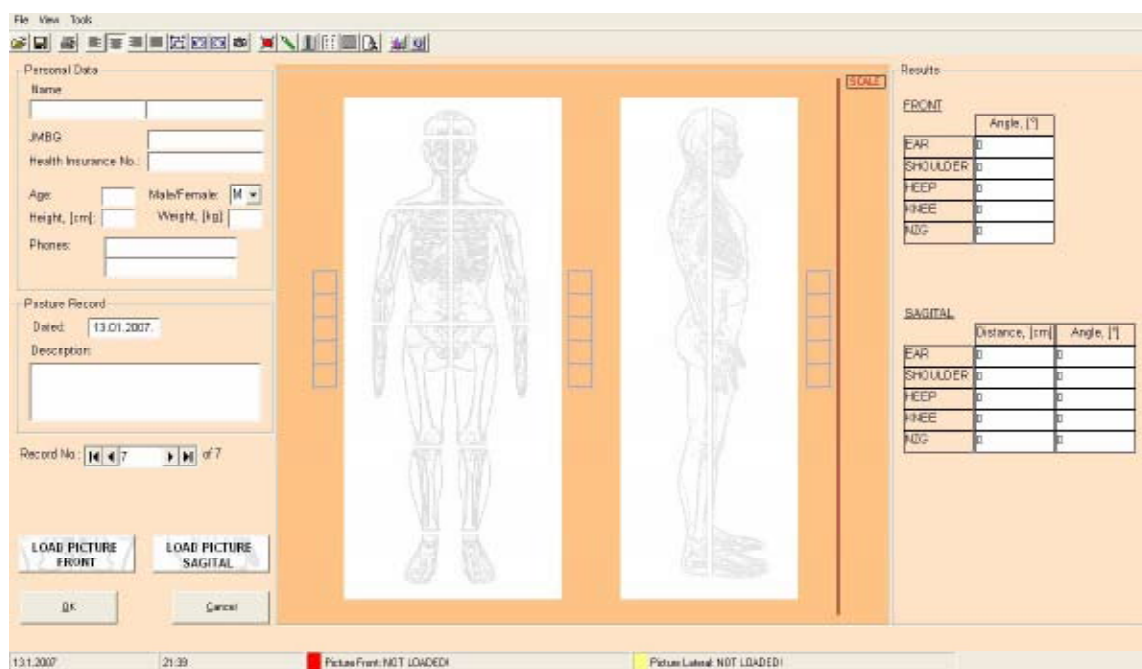 File View Tools
Personal Data
Name
JMBG
Health Insurance No.:
Age: Male/Female: M
Height, [cm]: Weight, [kg]
Phones:
Posture Record
Dated: 13.01.2007.
Description:
Record No.: 7 of 7
LOAD PICTURE
FRONT
LOAD PICTURE
SAGITAL
OK Cancel
SCALE
Results
FRONT
Angle, [°]
EAR 0
SHOULDER 0
HEEP 0
KNEE 0
0
SAGITAL
Distance, [cm] Angle, [°]
EAR 0 0
SHOULDER 0 0
HEEP 0 0
KNEE 0 0
0 0
13.1.2007 21:39 Picture Front: NOT LOADED! Picture Lateral: NOT LOADED!